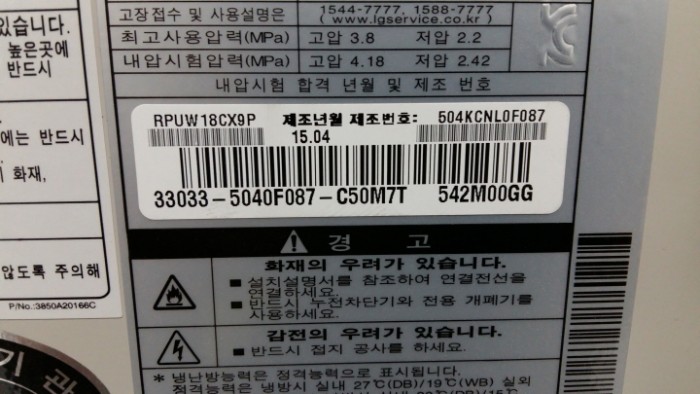 고장접수 및 사용설명은 1544-7777, 1588-7777
www.lgservice.co.kr
최고사용압력(MPa) 고압 3.8 저압 2.2
내압시험압력(MPa) 고압 4.18 저압 2.42
내압시험 합격 년월 및 제조 번호
RPUW18CX9P 제조년월 제조번호: 504KCNL0F087
15.04
33033-5040F087-C50M7T 542M00GG
경 고
화재의 우려가 있습니다.
■ 설치설명서를 참조하여 연결전선을
연결하세요.
■ 반드시 누전차단기와 전용 개폐기를
사용하세요.
감전의 우려가 있습니다.
■ 반드시 접지 공사를 하세요.
* 냉난방능력은 정격능력으로 표시됩니다.
정격능력은 냉방시 실내 27℃(DB)/19℃(WB) 실외
있습니다.
높은곳에
반드시
에는 반드시
화재,
않도록 주의해
P/No.:3850A20166C
기 관